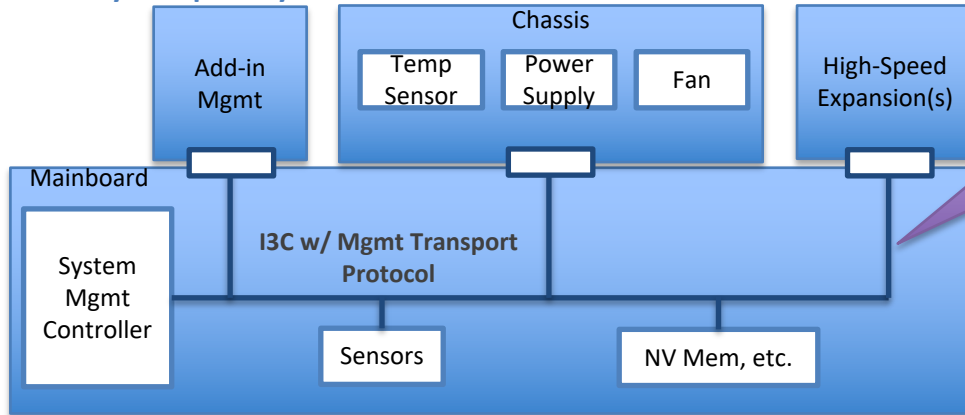 Add-in
Mgmt
Chassis
Temp
Sensor
Power
Supply
Fan
High-Speed
Expansion(s)
Mainboard
System
Mgmt
Controller
I3C w/ Mgmt Transport
Protocol
Sensors
NV Mem, etc.